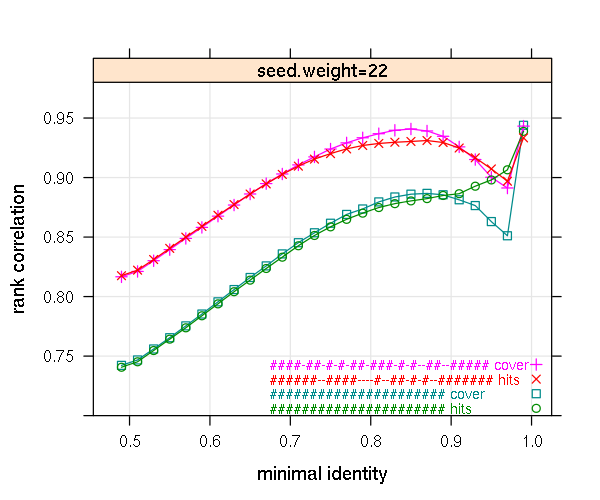 seed.weight=22
rank correlation
0.95
0.90
0.85
0.80
0.75
####-##-#-#-##-###-#-#--##--##### cover
######--####----#--##-#-#--####### hits
###################### cover
###################### hits
0.5 0.6 0.7 0.8 0.9 1.0
minimal identity